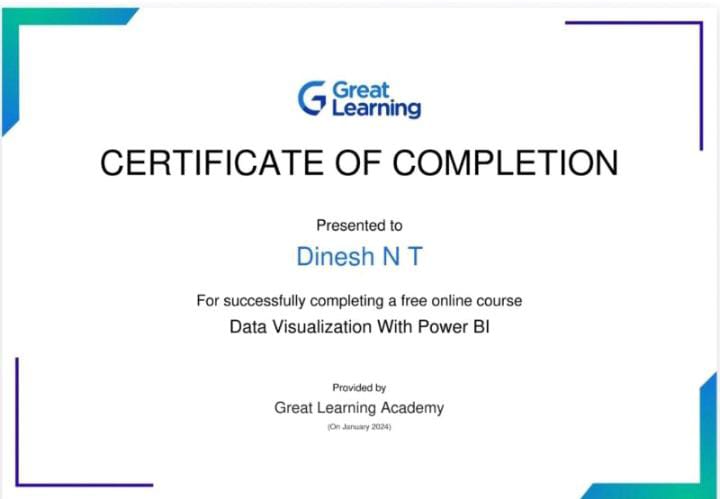 Great
Learning
CERTIFICATE OF COMPLETION
Presented to
Dinesh N T
For successfully completing a free online course
Data Visualization With Power BI
Provided by
Great Learning Academy
(On January 2024)